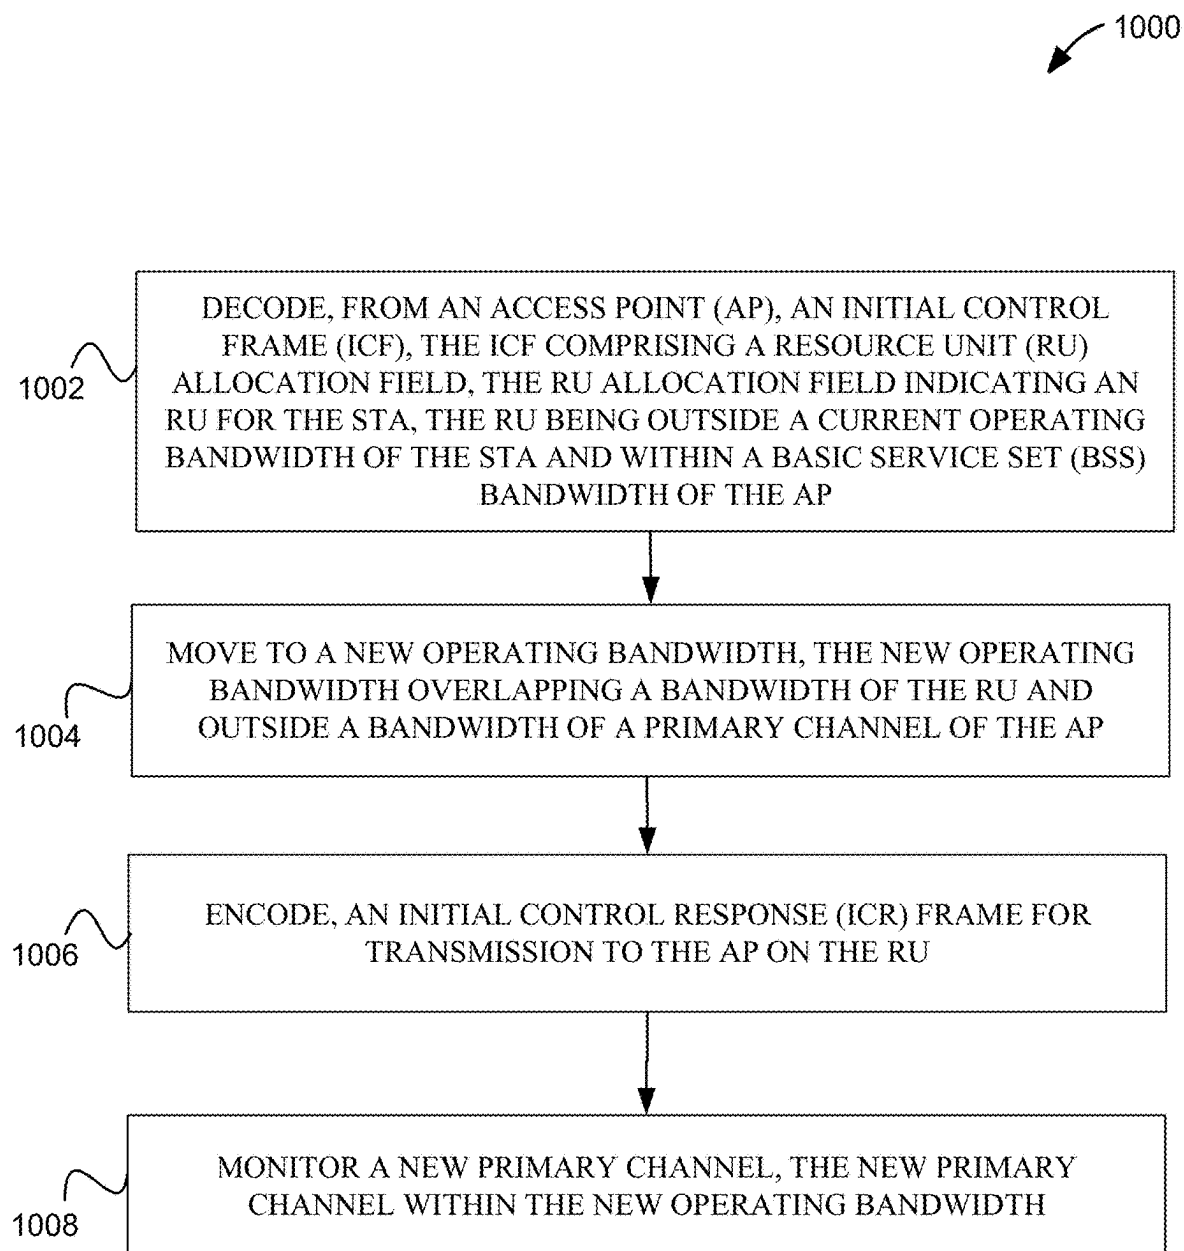 1000
DECODE, FROM AN ACCESS POINT (AP), AN INITIAL CONTROL
FRAME (ICF), THE ICF COMPRISING A RESOURCE UNIT (RU)
ALLOCATION FIELD, THE RU ALLOCATION FIELD INDICATING AN
RU FOR THE STA, THE RU BEING OUTSIDE A CURRENT OPERATING
BANDWIDTH OF THE STA AND WITHIN A BASIC SERVICE SET (BSS)
BANDWIDTH OF THE AP
1002
MOVE TO A NEW OPERATING BANDWIDTH, THE NEW OPERATING
BANDWIDTH OVERLAPPING A BANDWIDTH OF THE RU AND
OUTSIDE A BANDWIDTH OF A PRIMARY CHANNEL OF THE AP
1004
ENCODE, AN INITIAL CONTROL RESPONSE (ICR) FRAME FOR
TRANSMISSION TO THE AP ON THE RU
1006
MONITOR A NEW PRIMARY CHANNEL, THE NEW PRIMARY
CHANNEL WITHIN THE NEW OPERATING BANDWIDTH
1008